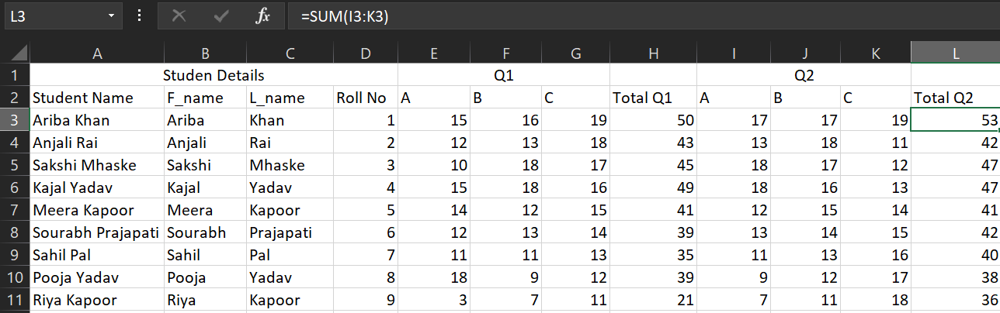 L3 fx =SUM(I3:K3)
A B C D E F G H I J K L
1 Studen Details Q1 Q2
2 Student Name F_name L_name Roll No A B C Total Q1 A B C Total Q2
3 Ariba Khan Ariba Khan 1 15 16 19 50 17 17 19 53
4 Anjali Rai Anjali Rai 2 12 13 18 43 13 18 11 42
5 Sakshi Mhaske Sakshi Mhaske 3 10 18 17 45 18 17 12 47
6 Kajal Yadav Kajal Yadav 4 15 18 16 49 18 16 13 47
7 Meera Kapoor Meera Kapoor 5 14 12 15 41 12 15 14 41
8 Sourabh Prajapati Sourabh Prajapati 6 12 13 14 39 13 14 15 42
9 Sahil Pal Sahil Pal 7 11 11 13 35 11 13 16 40
10 Pooja Yadav Pooja Yadav 8 18 9 12 39 9 12 17 38
11 Riya Kapoor Riya Kapoor 9 3 7 11 21 7 11 18 36